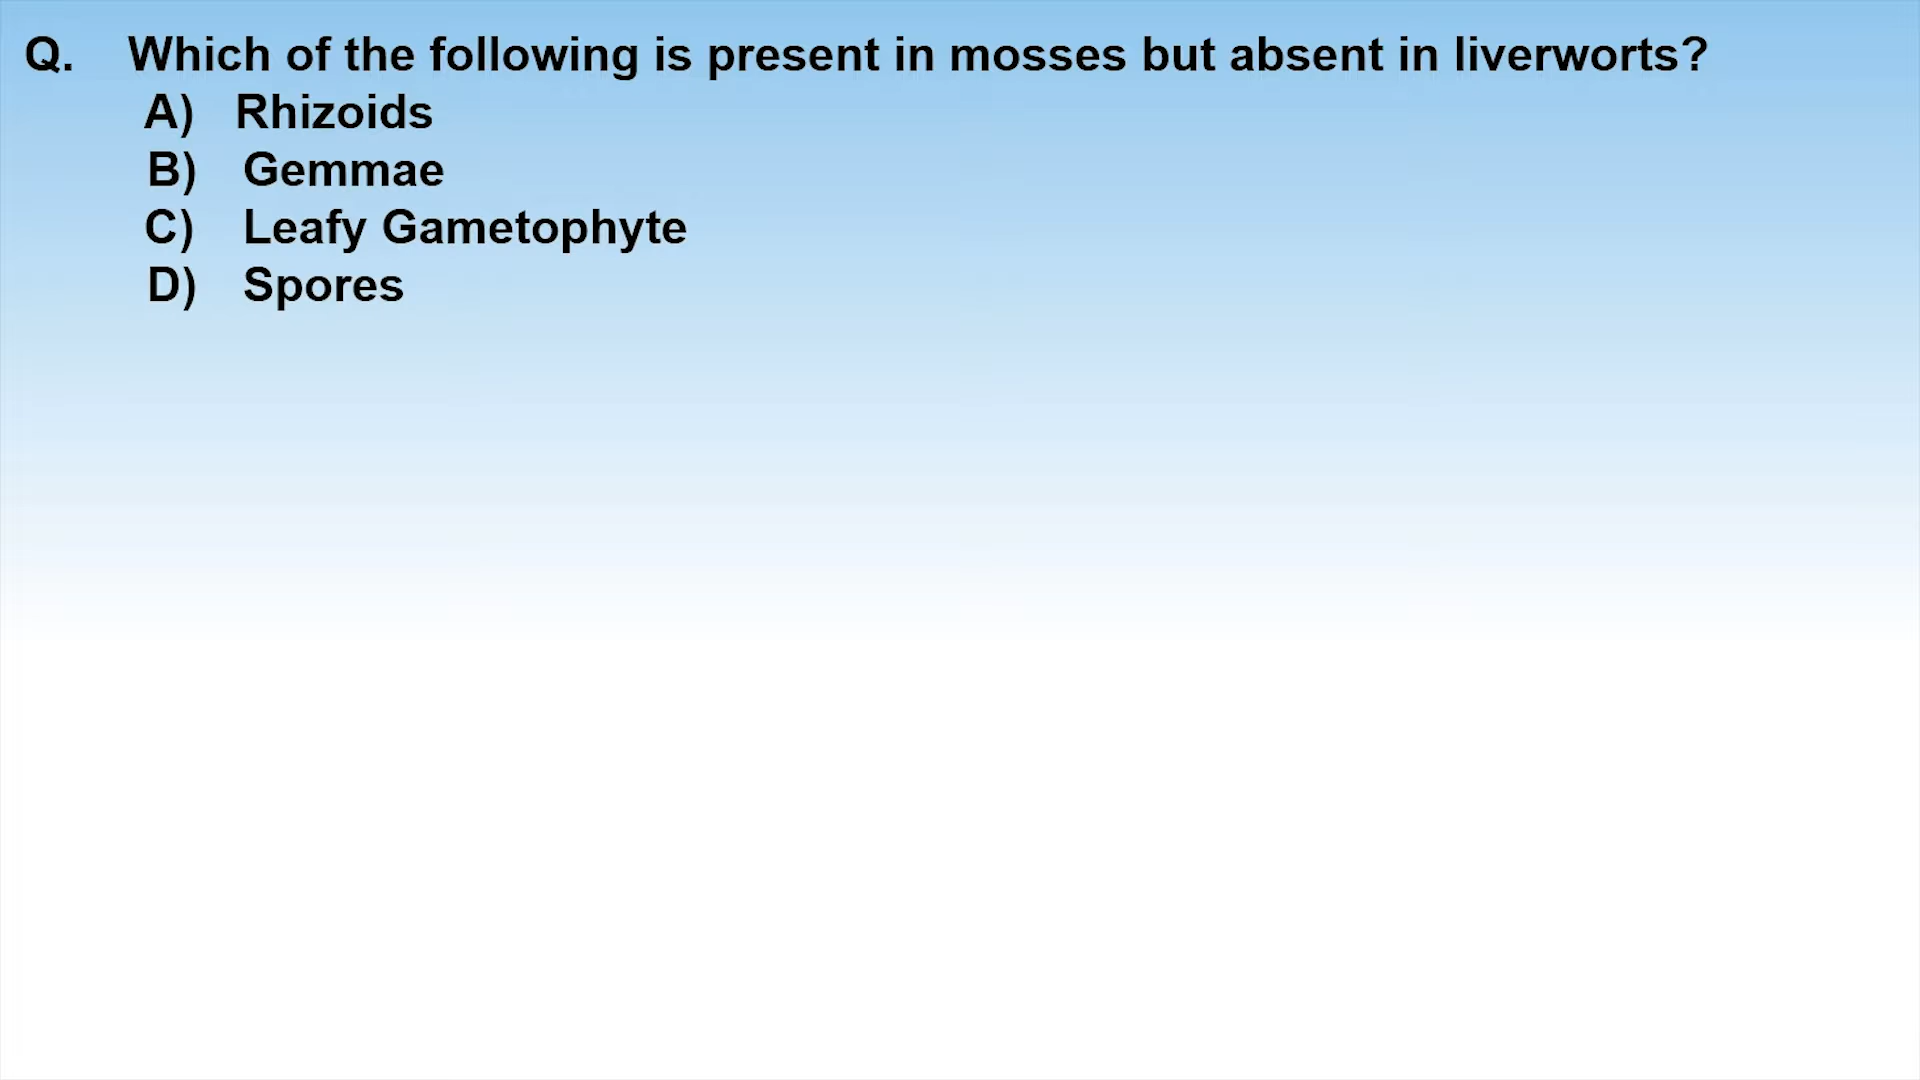 Q. Which of the following is present in mosses but absent in liverworts?
A) Rhizoids
B) Gemmae
C) Leafy Gametophyte
D) Spores